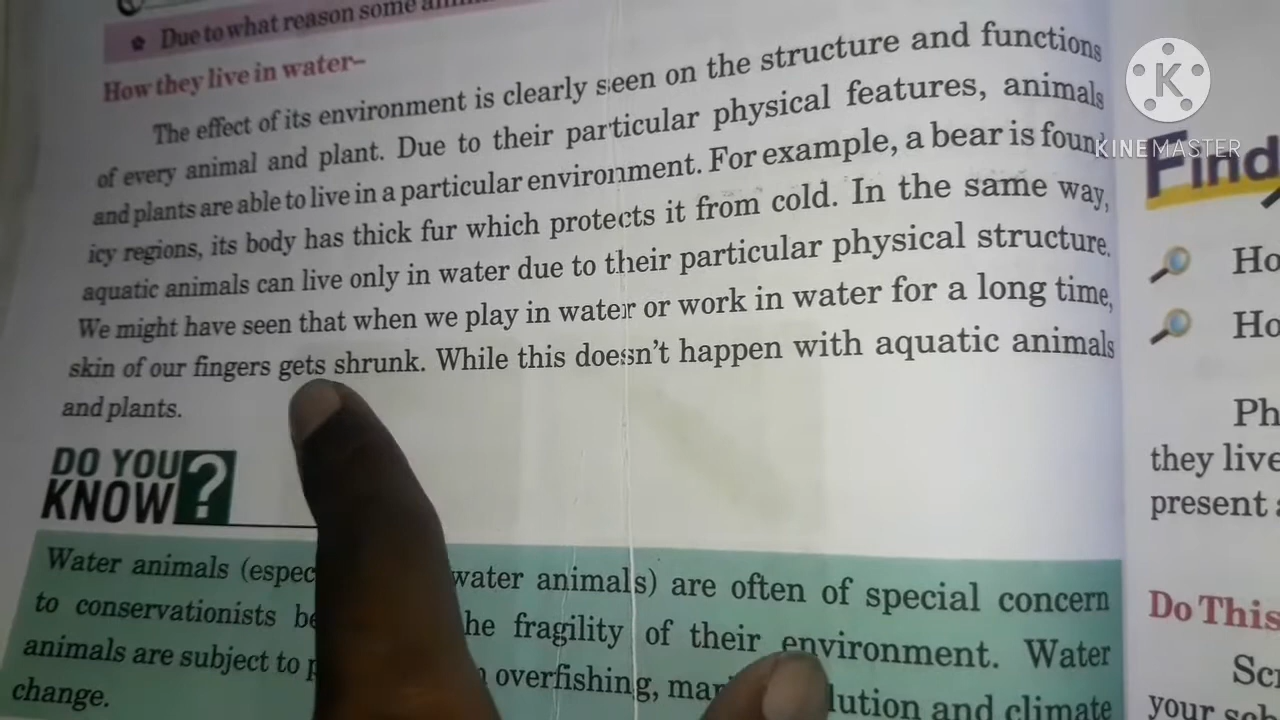 Due to what reason some
How they live in water–
The effect of its environment is clearly seen on the structure and functions
of every animal and plant. Due to their particular physical features, animals
and plants are able to live in a particular environment. For example, a bear is found
icy regions, its body has thick fur which protects it from cold. In the same way,
aquatic animals can live only in water due to their particular physical structure.
We might have seen that when we play in water or work in water for a long time,
skin of our fingers gets shrunk. While this doesn't happen with aquatic animals
and plants.
DO YOU
KNOW ?
Water animals (espec water animals) are often of special concern
to conservationists be he fragility of their environment. Water
animals are subject to overfishing, mar lution and climate
change.
K
KINEMASTER
Find
Ho
Ho
Ph
they live
present
Do This
Scr
your sch